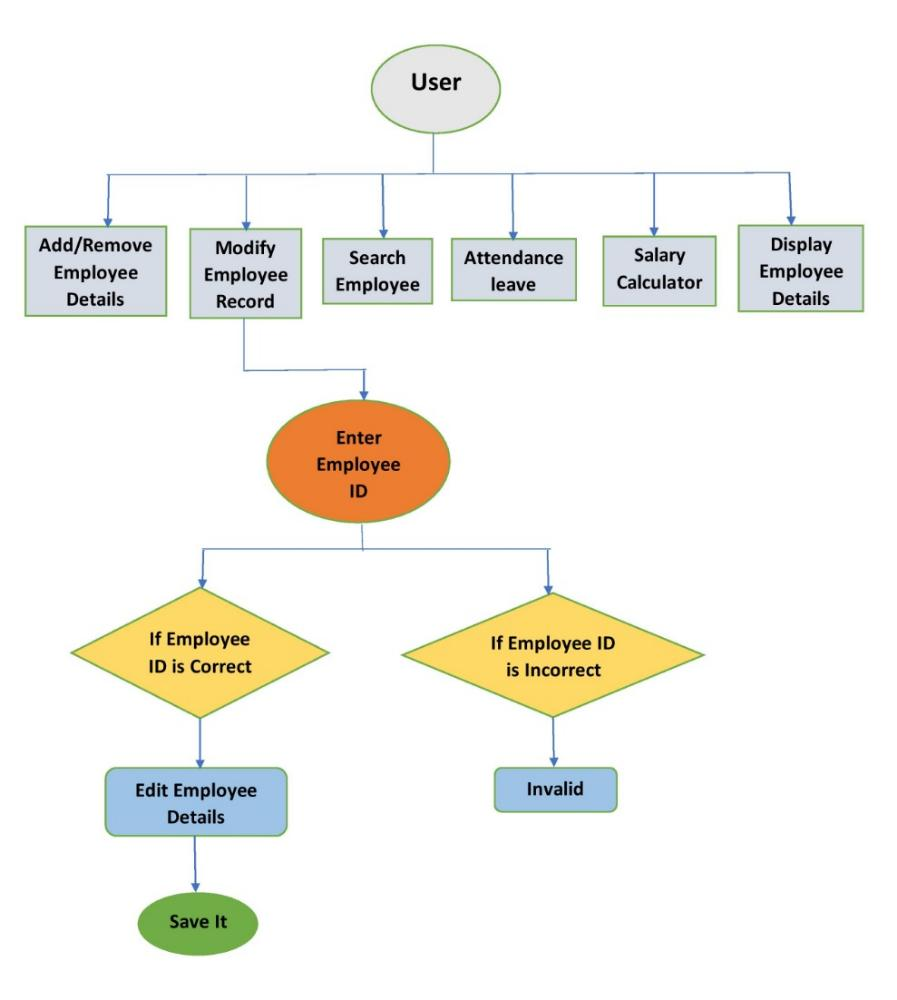 User
Add/Remove
Employee
Details
Modify
Employee
Record
Search
Employee
Attendance
leave
Salary
Calculator
Display
Employee
Details
Enter
Employee
ID
If Employee
ID is Correct
If Employee ID
is Incorrect
Edit Employee
Details
Invalid
Save It